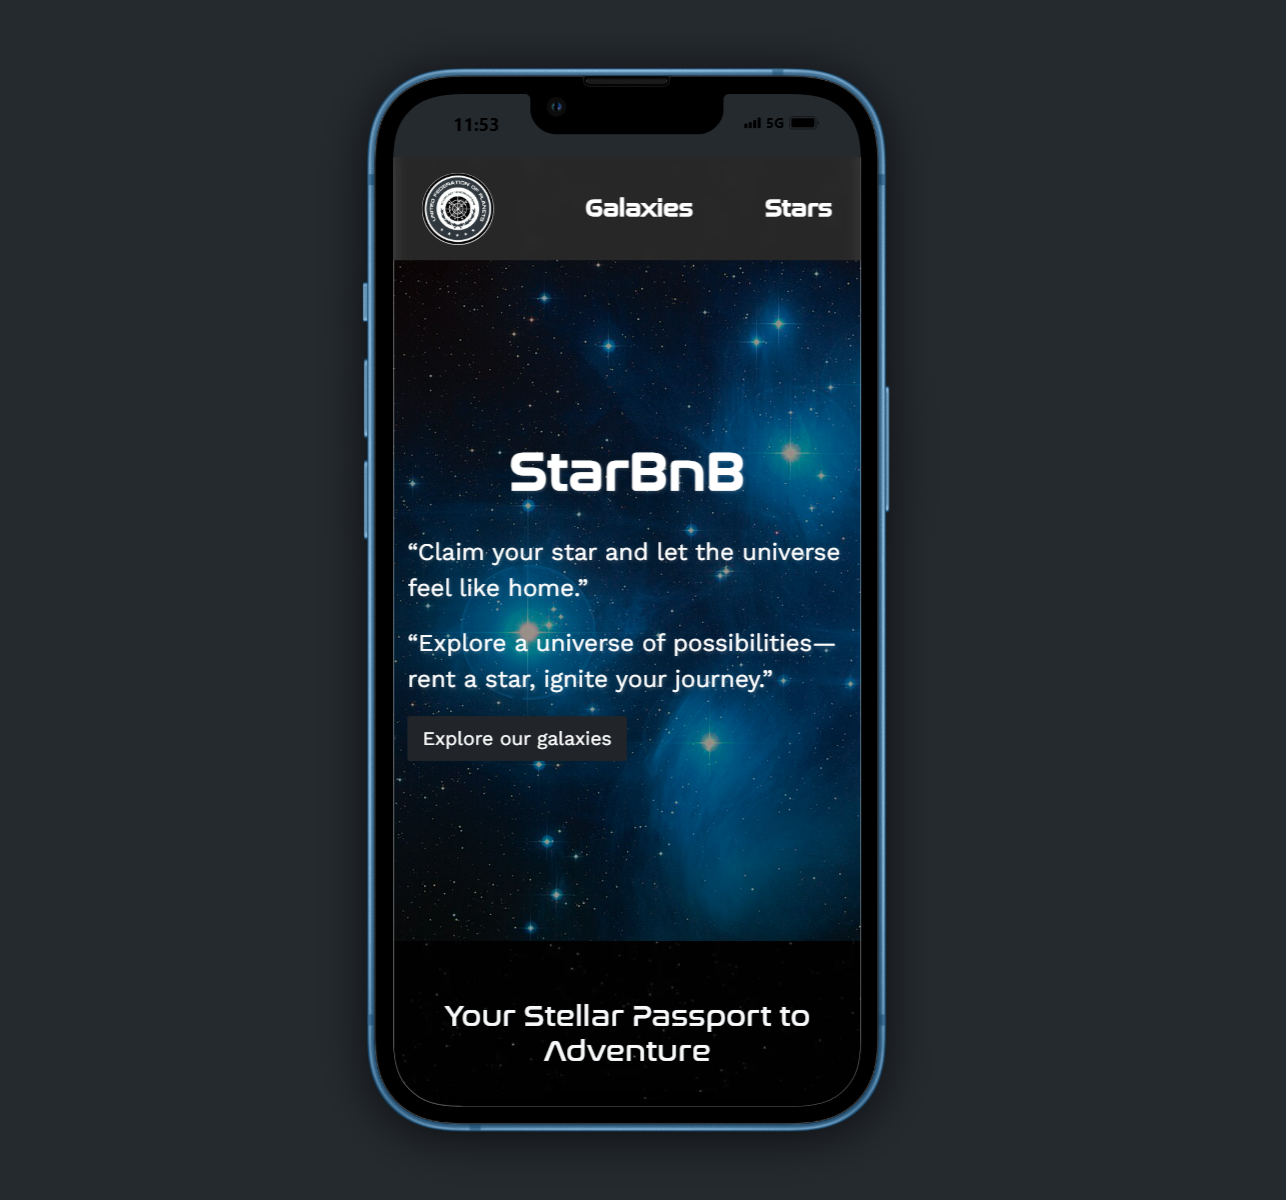 11:53
5G
UNITED FEDERATION OF PLANETS
Galaxies
Stars
StarBnB
“Claim your star and let the universe
feel like home.”
“Explore a universe of possibilities—
rent a star, ignite your journey.”
Explore our galaxies
Your Stellar Passport to
Adventure